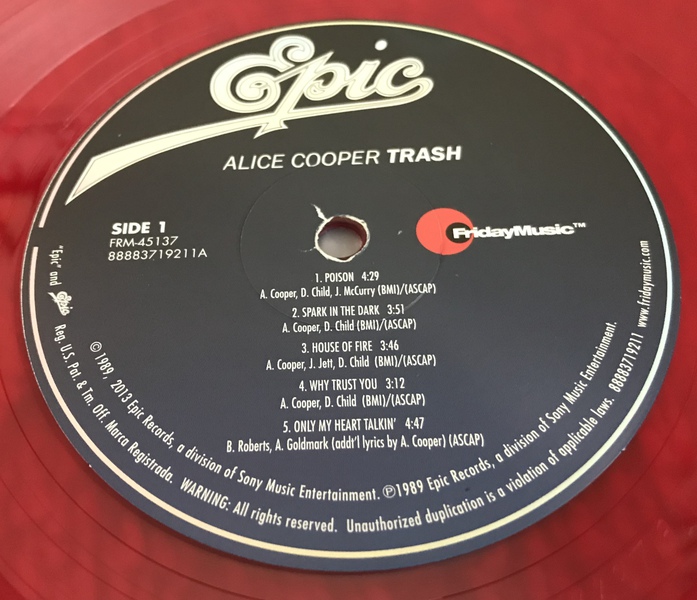 Epic
ALICE COOPER TRASH
SIDE 1
FRM-45137
88883719211A
FridayMusic™
1. POISON 4:29
A. Cooper, D. Child, J. McCurry (BMI)/(ASCAP)
2. SPARK IN THE DARK 3:51
A. Cooper, D. Child (BMI)/(ASCAP)
3. HOUSE OF FIRE 3:46
A. Cooper, J. Jett, D. Child (BMI)/(ASCAP)
4. WHY TRUST YOU 3:12
A. Cooper, D. Child (BMI)/(ASCAP)
5. ONLY MY HEART TALKIN' 4:47
B. Roberts, A. Goldmark (addt'l lyrics by A. Cooper) (ASCAP)
© 1989, 2013 Epic Records, a division of Sony Music Entertainment. ℗1989 Epic Records, a division of Sony Music Entertainment.
"Epic" and Epic Reg. U.S. Pat. & Tm. Off. Marca Registrada. WARNING: All rights reserved. Unauthorized duplication is a violation of applicable laws. 88883719211 www.fridaymusic.com